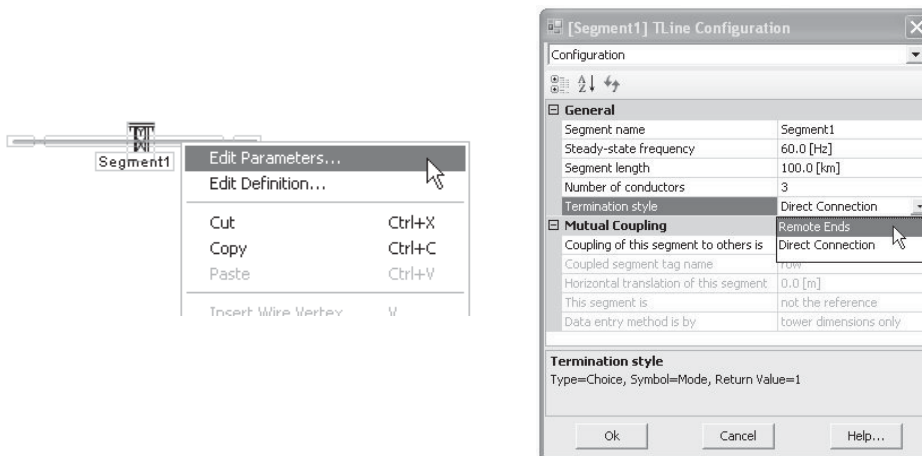 Segment1
Edit Parameters...
Edit Definition...
Cut Ctrl+X
Copy Ctrl+C
Paste Ctrl+V
Insert Wire Vertex V
[Segment1] TLine Configuration
Configuration
General
Segment name Segment1
Steady-state frequency 60.0 [Hz]
Segment length 100.0 [km]
Number of conductors 3
Termination style Direct Connection
Remote Ends
Mutual Coupling
Coupling of this segment to others is Direct Connection
Coupled segment tag name row
Horizontal translation of this segment 0.0 [m]
This segment is not the reference
Data entry method is by tower dimensions only
Termination style
Type=Choice, Symbol=Mode, Return Value=1
Ok Cancel Help...